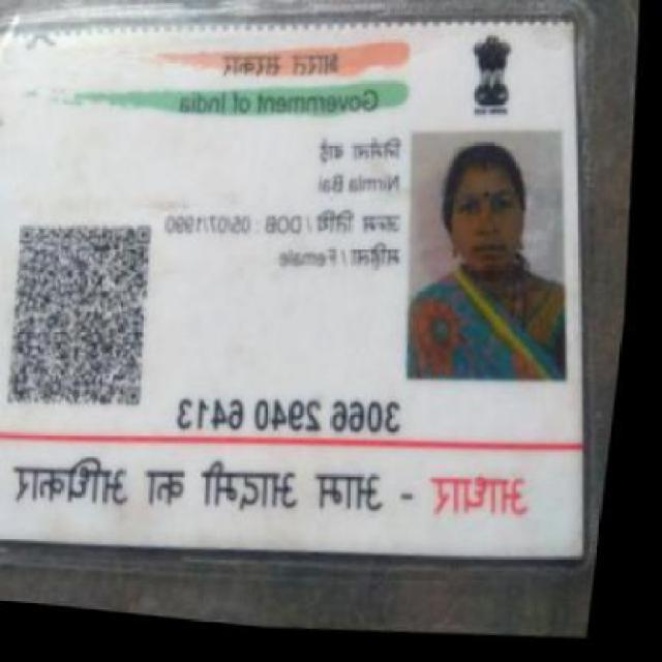 भारत सरकार
Government of India
निर्मला बाई
Nirmla Bai
जन्म तिथि / DOB : 05/07/1990
महिला / Female
3066 2940 6413
आधार - आम आदमी का अधिकार